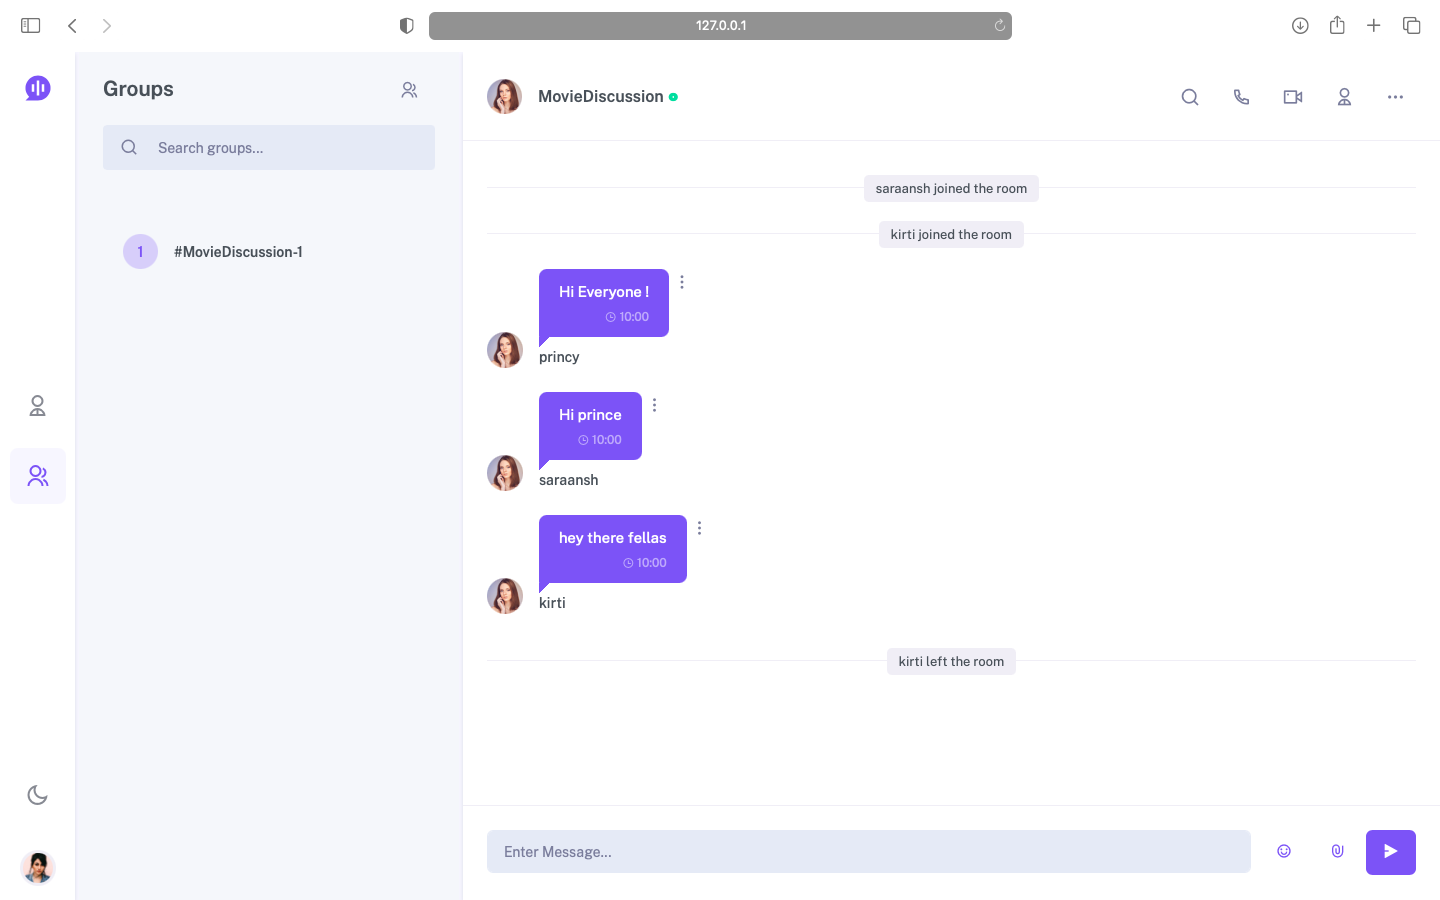 127.0.0.1
Groups
Search groups...
1
#MovieDiscussion-1
MovieDiscussion
saraansh joined the room
kirti joined the room
Hi Everyone !
10:00
princy
Hi prince
10:00
saraansh
hey there fellas
10:00
kirti
kirti left the room
Enter Message...